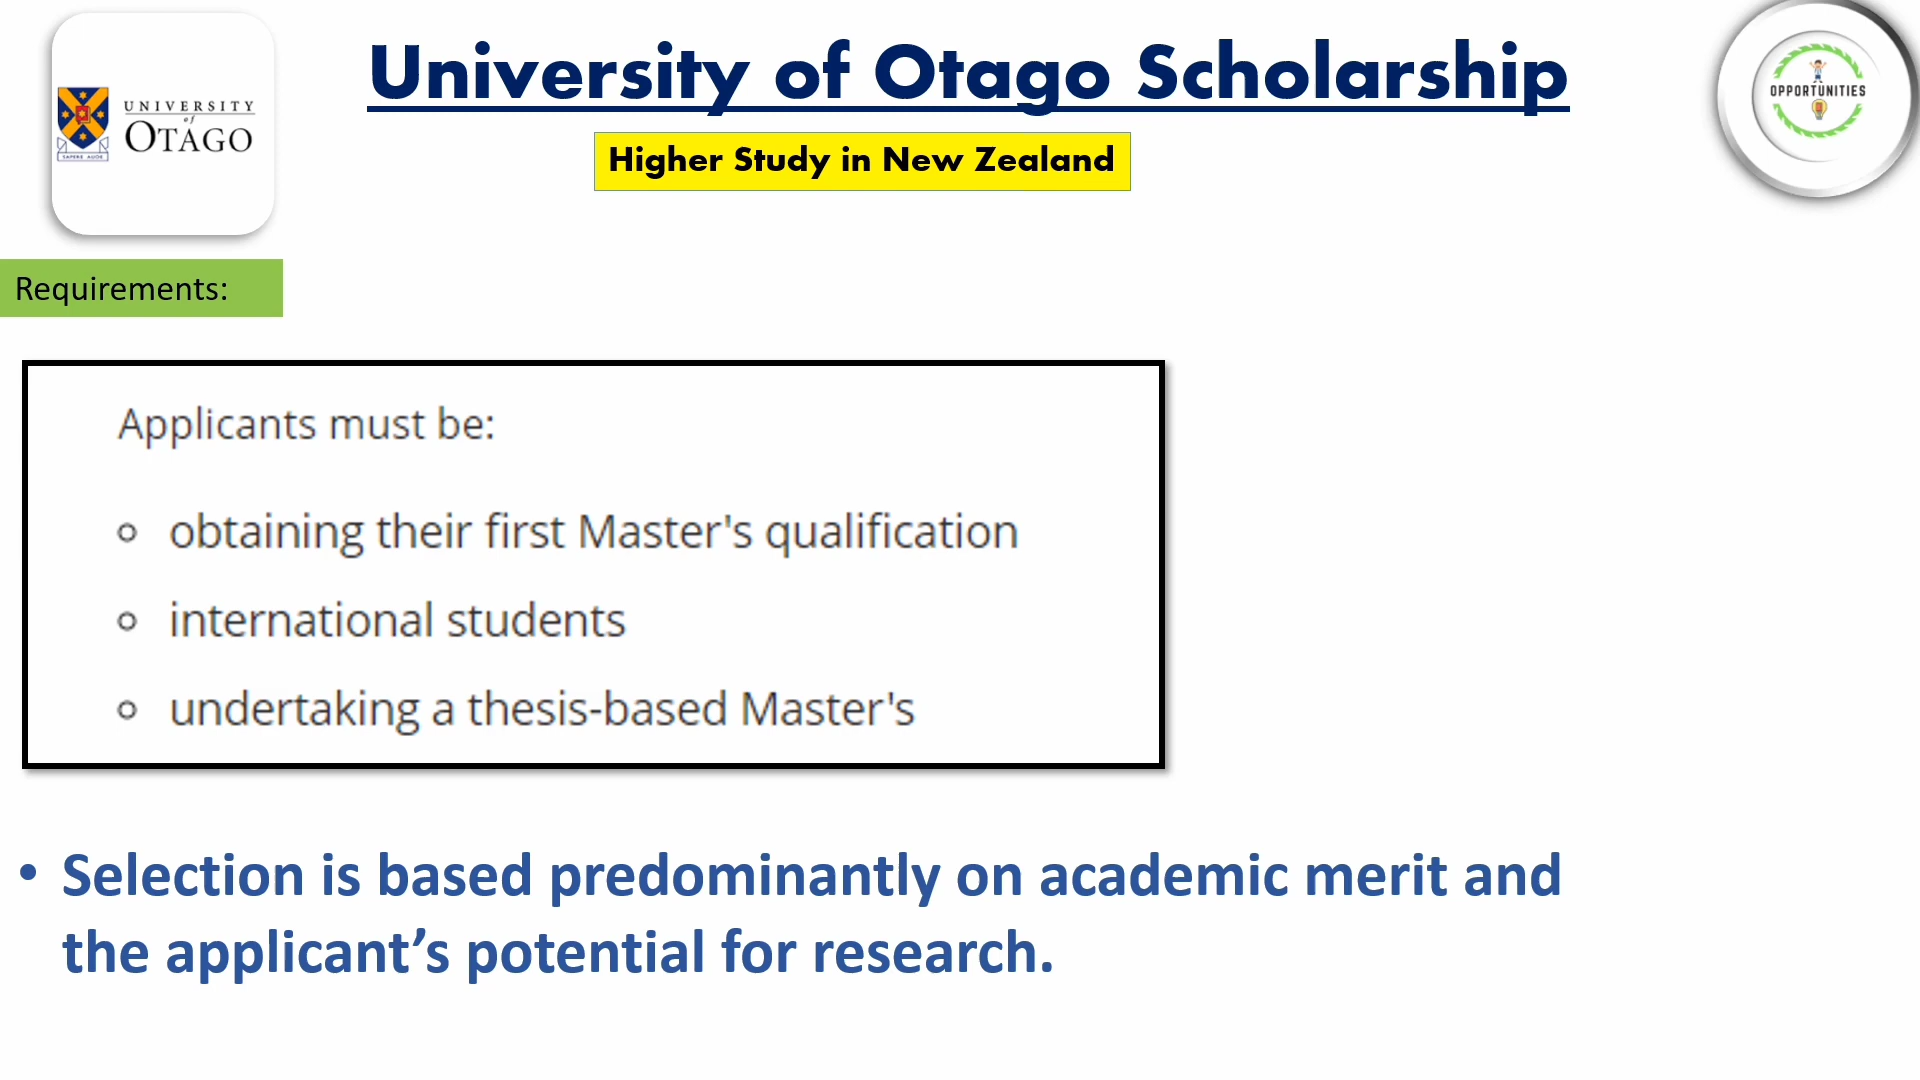 University of Otago Scholarship
UNIVERSITY
of
OTAGO
SAPERE AUDE
OPPORTUNITIES
Higher Study in New Zealand
Requirements:
Applicants must be:
obtaining their first Master's qualification
international students
undertaking a thesis-based Master's
• Selection is based predominantly on academic merit and
the applicant’s potential for research.